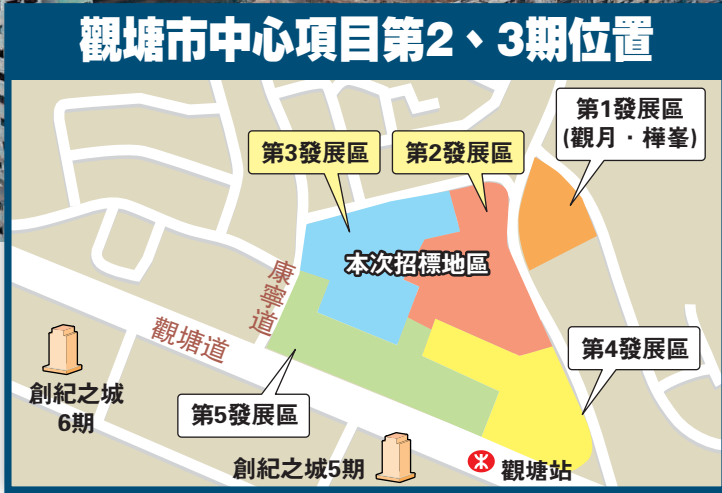 觀塘市中心項目第2、3期位置
第1發展區
(觀月．樺峯)
第3發展區
第2發展區
本次招標地區
康寧道
觀塘道
第4發展區
創紀之城
6期
第5發展區
創紀之城5期
觀塘站